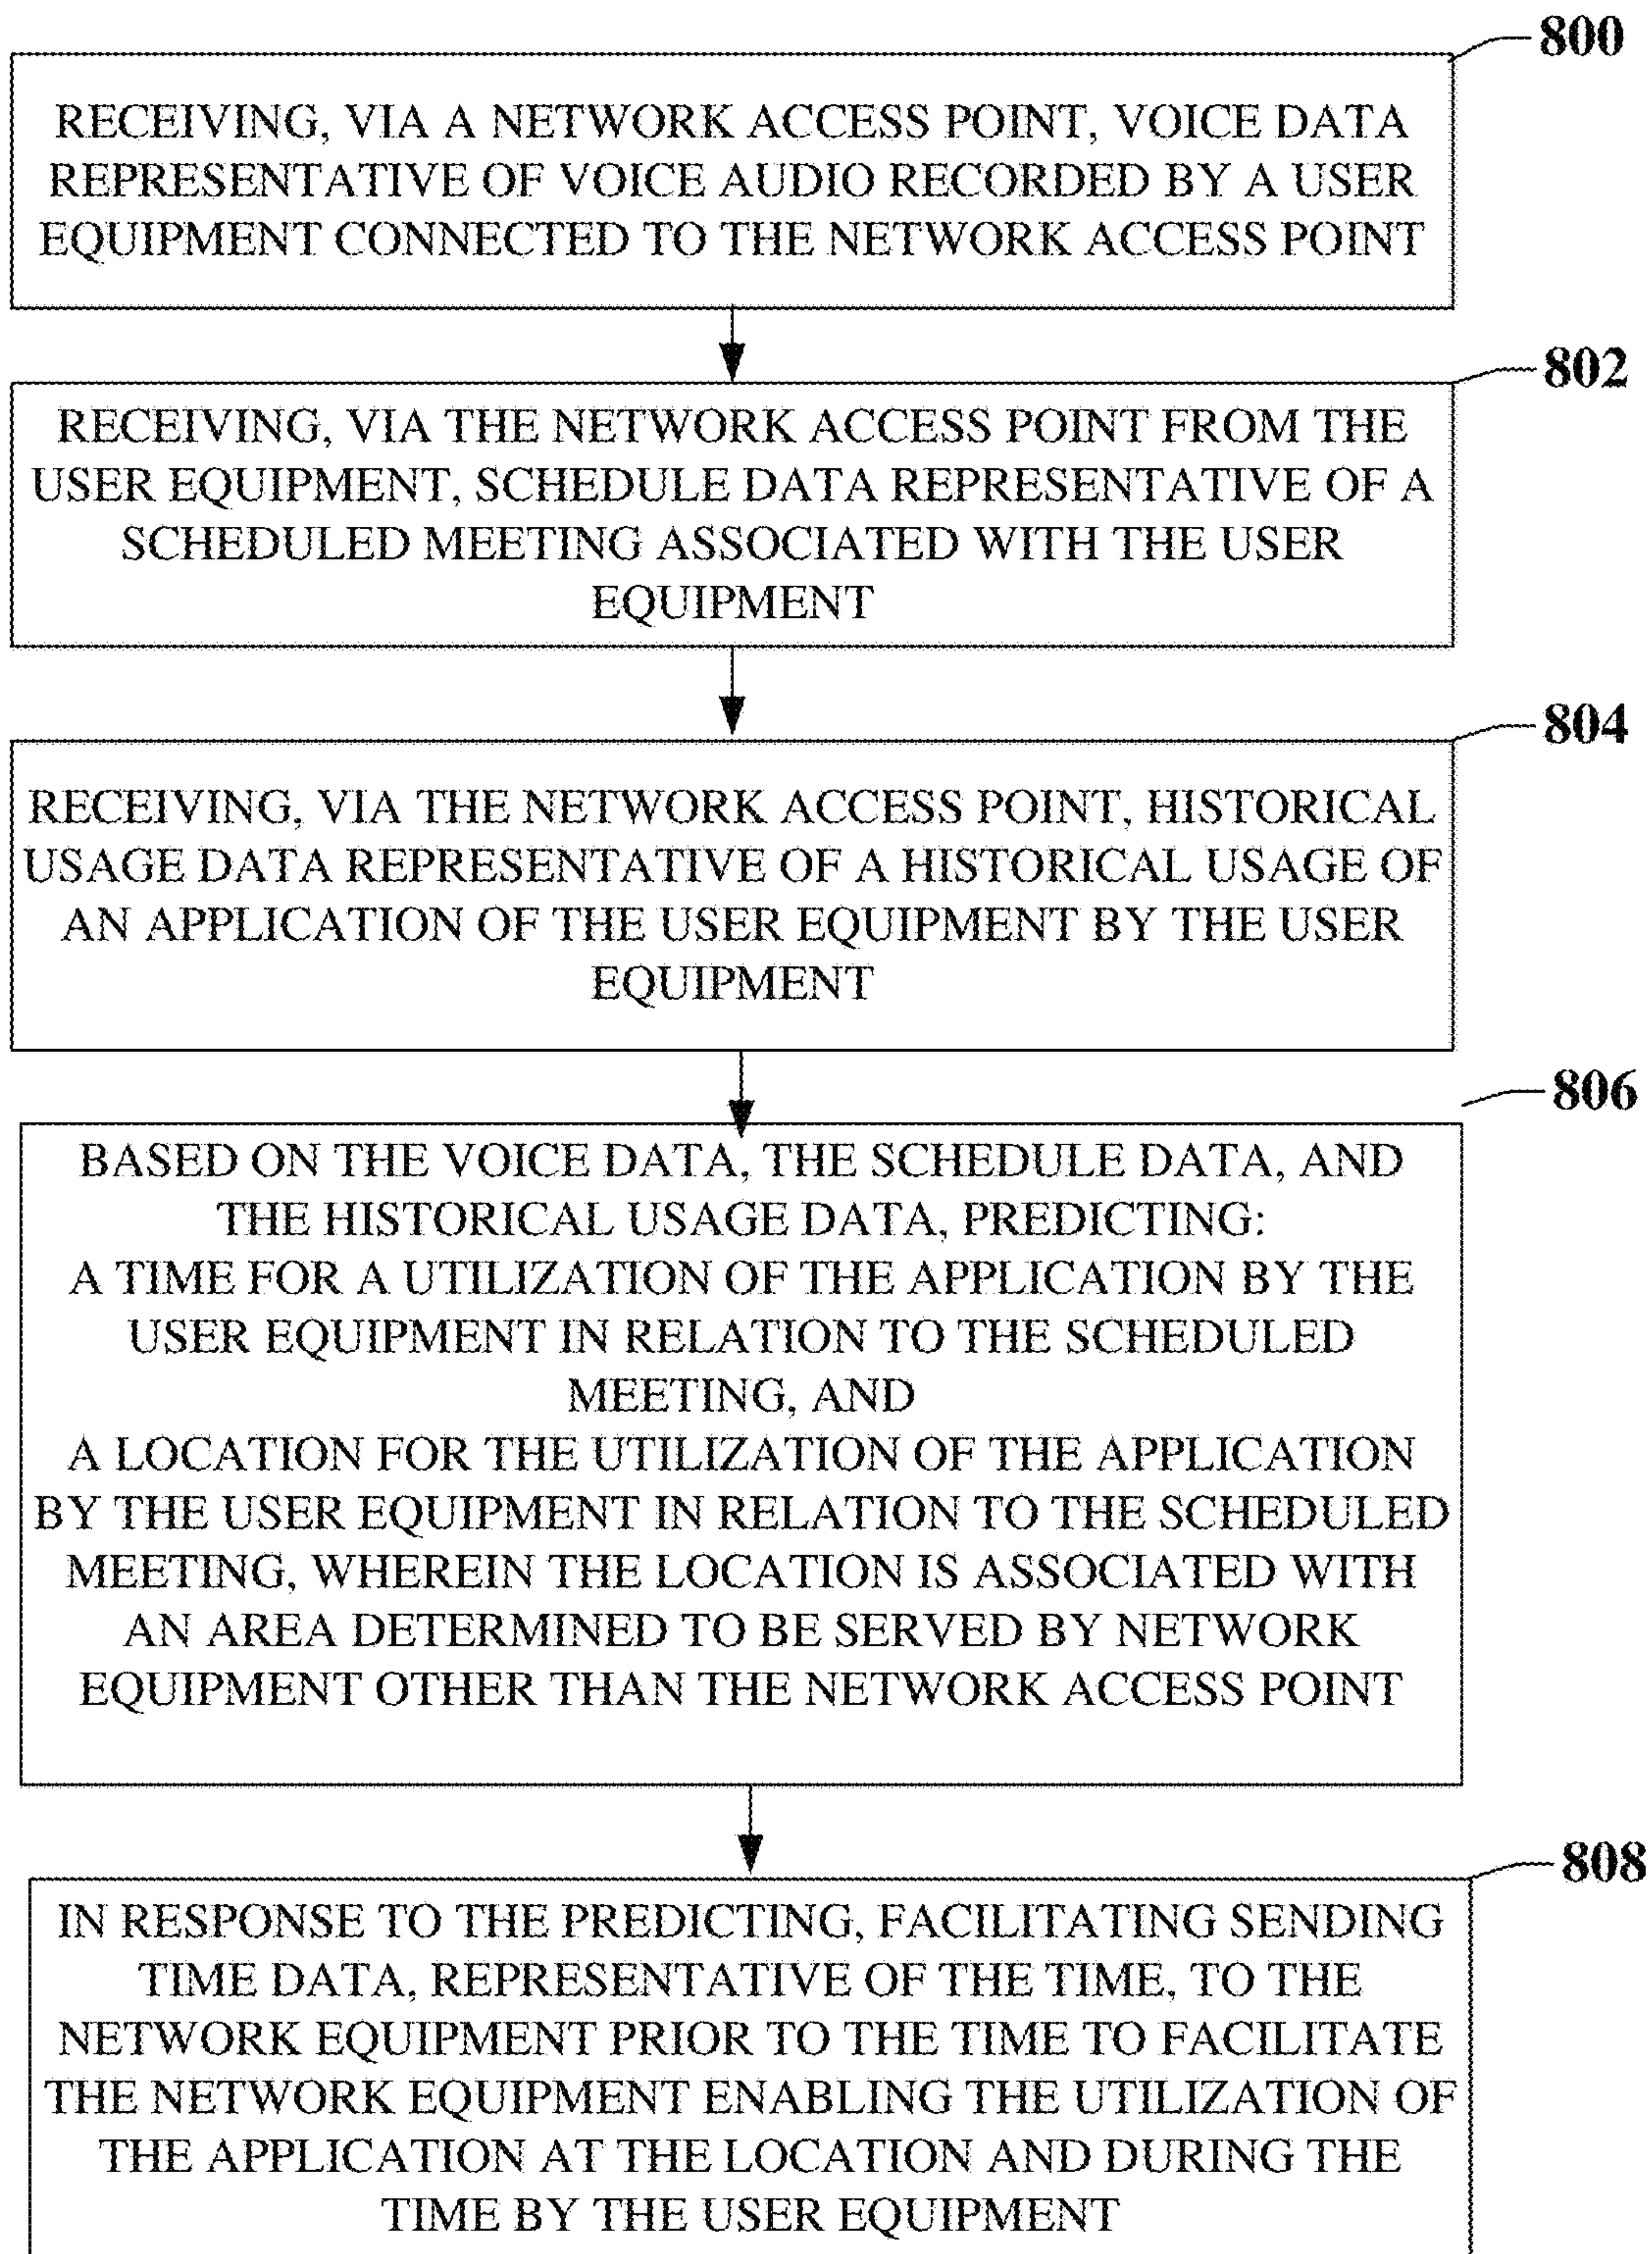 800
RECEIVING, VIA A NETWORK ACCESS POINT, VOICE DATA
REPRESENTATIVE OF VOICE AUDIO RECORDED BY A USER
EQUIPMENT CONNECTED TO THE NETWORK ACCESS POINT
802
RECEIVING, VIA THE NETWORK ACCESS POINT FROM THE
USER EQUIPMENT, SCHEDULE DATA REPRESENTATIVE OF A
SCHEDULED MEETING ASSOCIATED WITH THE USER
EQUIPMENT
804
RECEIVING, VIA THE NETWORK ACCESS POINT, HISTORICAL
USAGE DATA REPRESENTATIVE OF A HISTORICAL USAGE OF
AN APPLICATION OF THE USER EQUIPMENT BY THE USER
EQUIPMENT
806
BASED ON THE VOICE DATA, THE SCHEDULE DATA, AND
THE HISTORICAL USAGE DATA, PREDICTING:
A TIME FOR A UTILIZATION OF THE APPLICATION BY THE
USER EQUIPMENT IN RELATION TO THE SCHEDULED
MEETING, AND
A LOCATION FOR THE UTILIZATION OF THE APPLICATION
BY THE USER EQUIPMENT IN RELATION TO THE SCHEDULED
MEETING, WHEREIN THE LOCATION IS ASSOCIATED WITH
AN AREA DETERMINED TO BE SERVED BY NETWORK
EQUIPMENT OTHER THAN THE NETWORK ACCESS POINT
808
IN RESPONSE TO THE PREDICTING, FACILITATING SENDING
TIME DATA, REPRESENTATIVE OF THE TIME, TO THE
NETWORK EQUIPMENT PRIOR TO THE TIME TO FACILITATE
THE NETWORK EQUIPMENT ENABLING THE UTILIZATION OF
THE APPLICATION AT THE LOCATION AND DURING THE
TIME BY THE USER EQUIPMENT